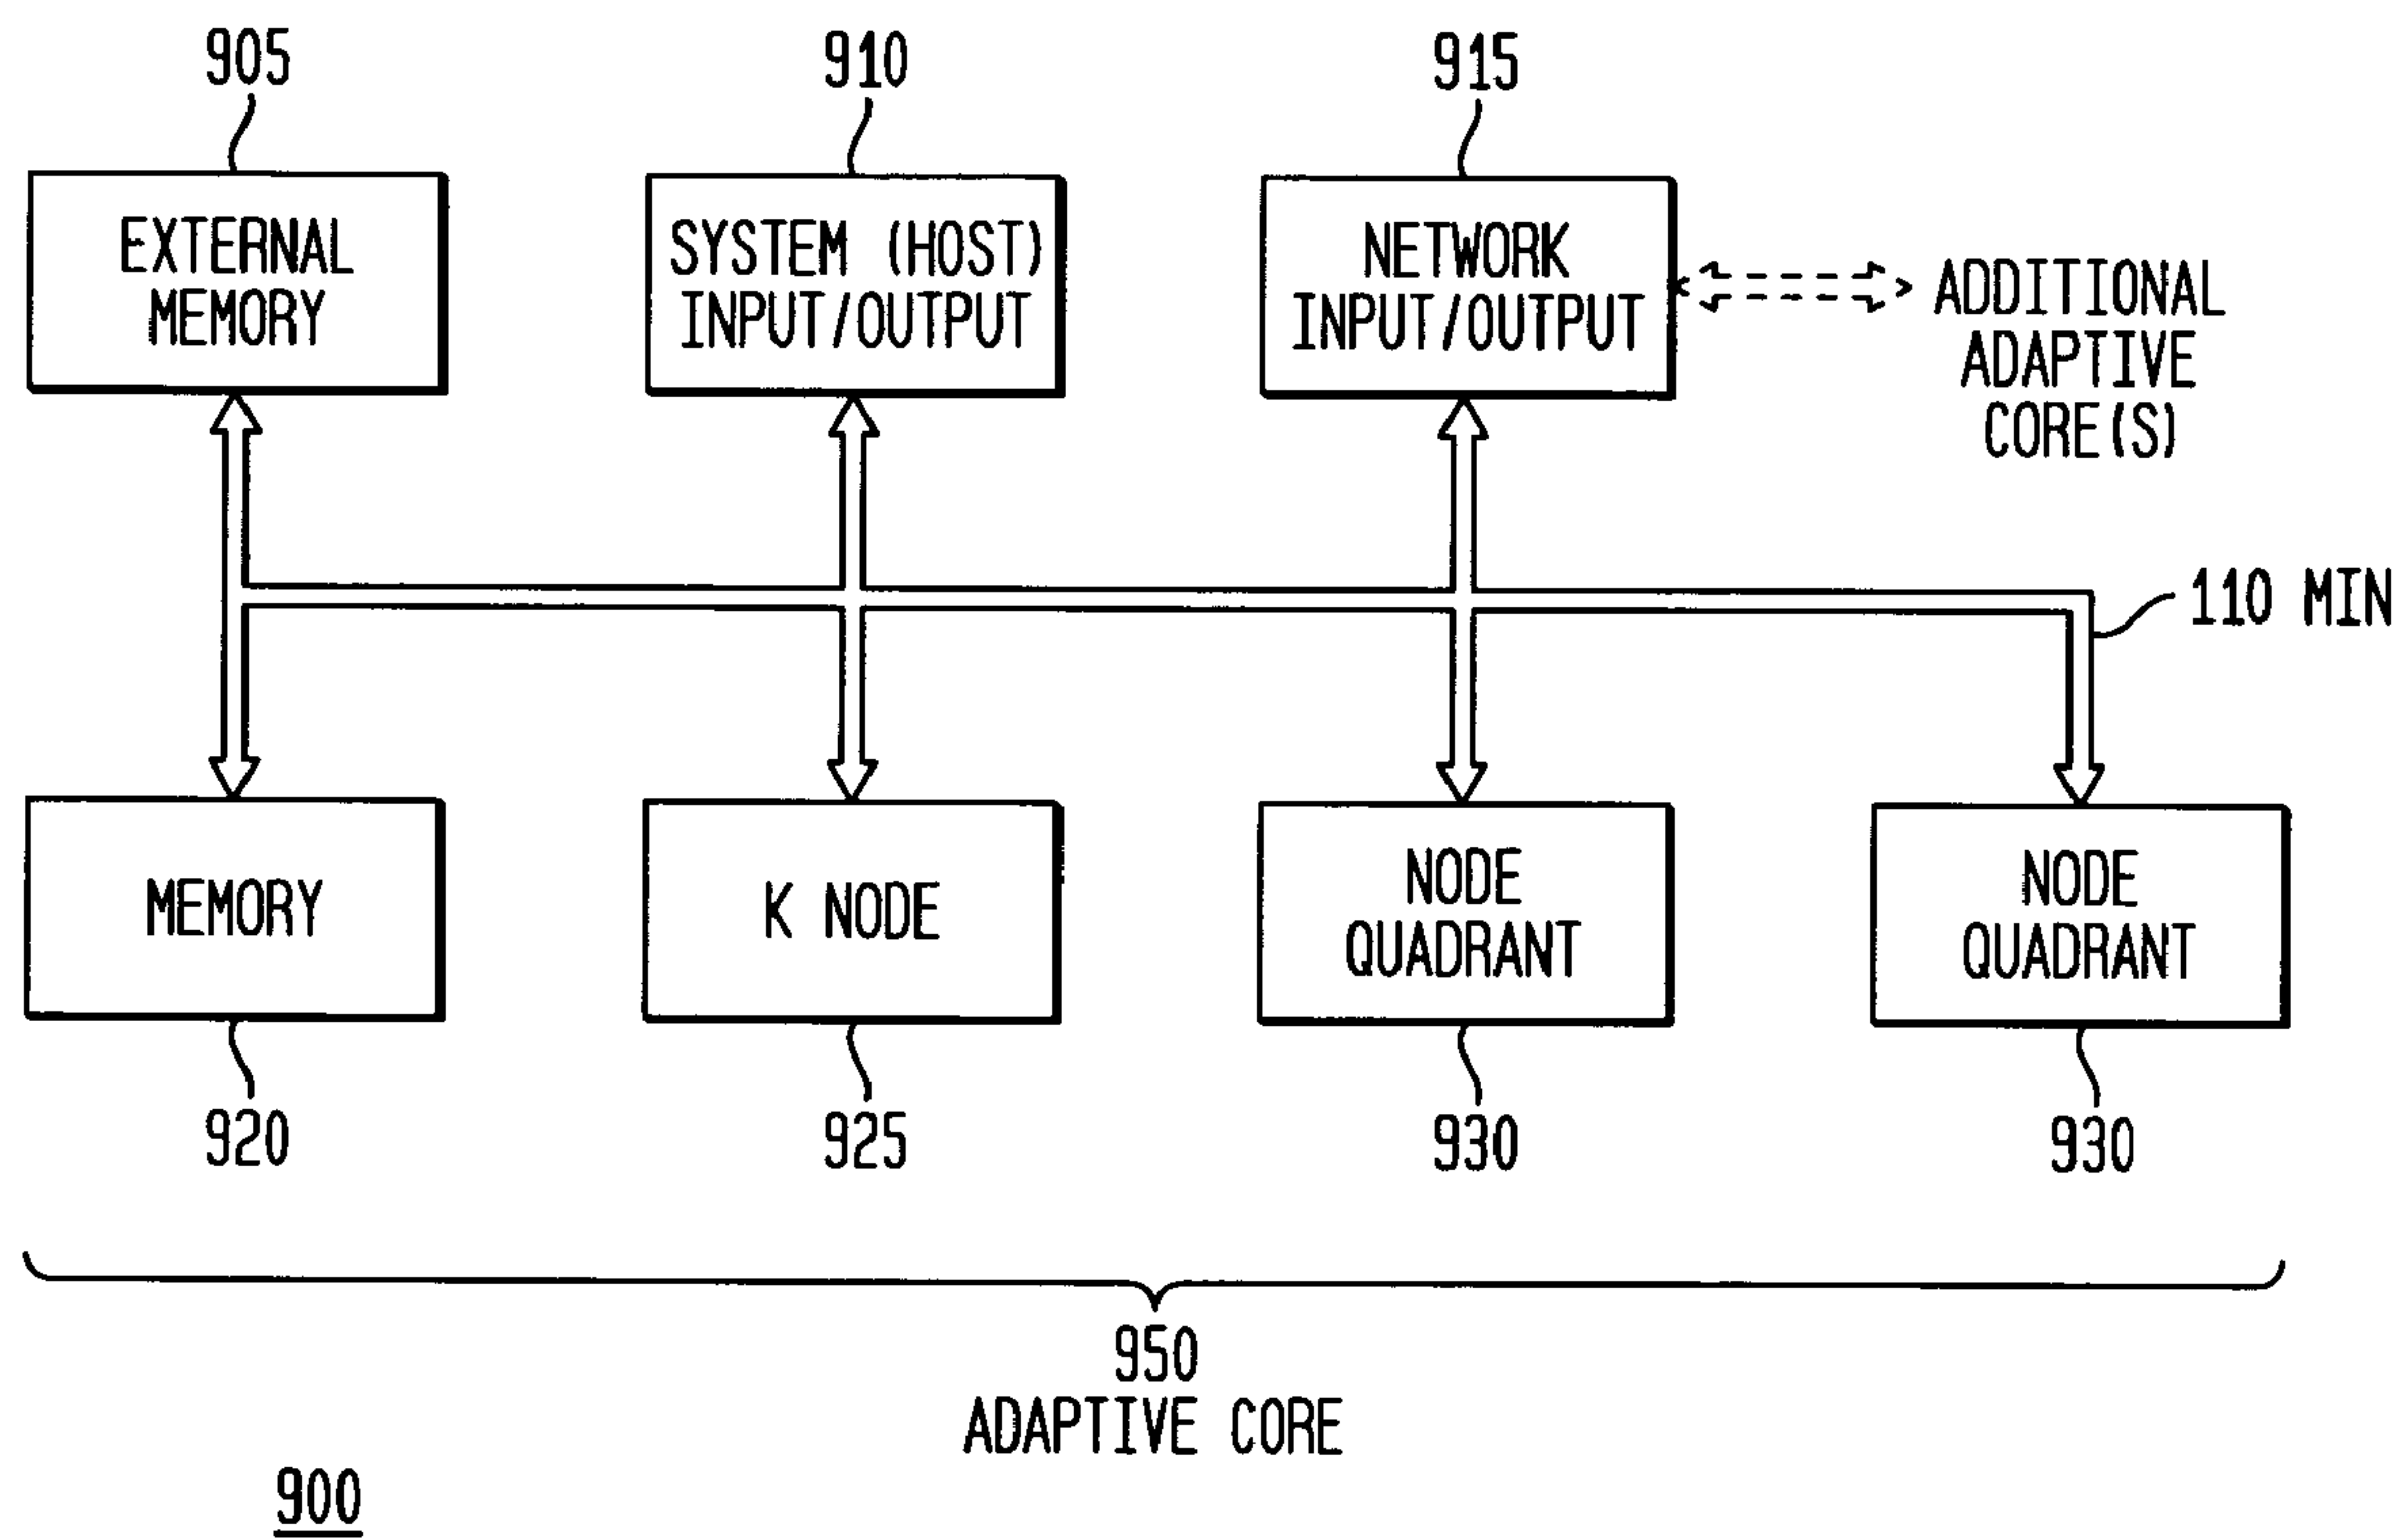 905
910
915
EXTERNAL
MEMORY
SYSTEM (HOST)
INPUT/OUTPUT
NETWORK
INPUT/OUTPUT
ADDITIONAL
ADAPTIVE
CORE(S)
110 MIN
MEMORY
K NODE
NODE
QUADRANT
NODE
QUADRANT
920
925
930
930
950
ADAPTIVE CORE
900